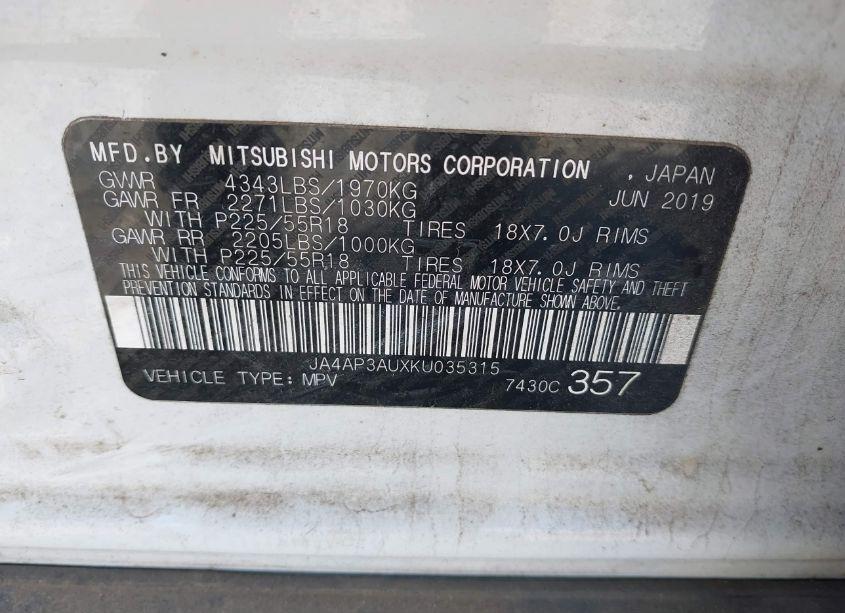 MFD.BY MITSUBISHI MOTORS CORPORATION . JAPAN
GVWR 4343LBS/1970KG JUN 2019
GAWR FR 2271LBS/1030KG
WITH P225/55R18 TIRES 18X7.0J RIMS
GAWR RR 2205LBS/1000KG
WITH P225/55R18 TIRES 18X7.0J RIMS
THIS VEHICLE CONFORMS TO ALL APPLICABLE FEDERAL MOTOR VEHICLE SAFETY AND THEFT
PREVENTION STANDARDS IN EFFECT ON THE DATE OF MANUFACTURE SHOWN ABOVE.
JA4AP3AUXKU035315
VEHICLE TYPE: MPV 7430C 357